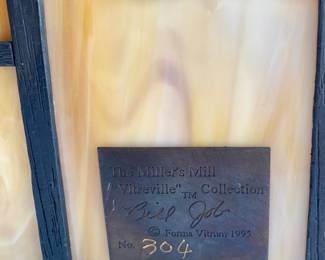 The Miller's Mill
"Vitreville"™ Collection
Bill Job
© Forma Vitrum, 1995
No. 304